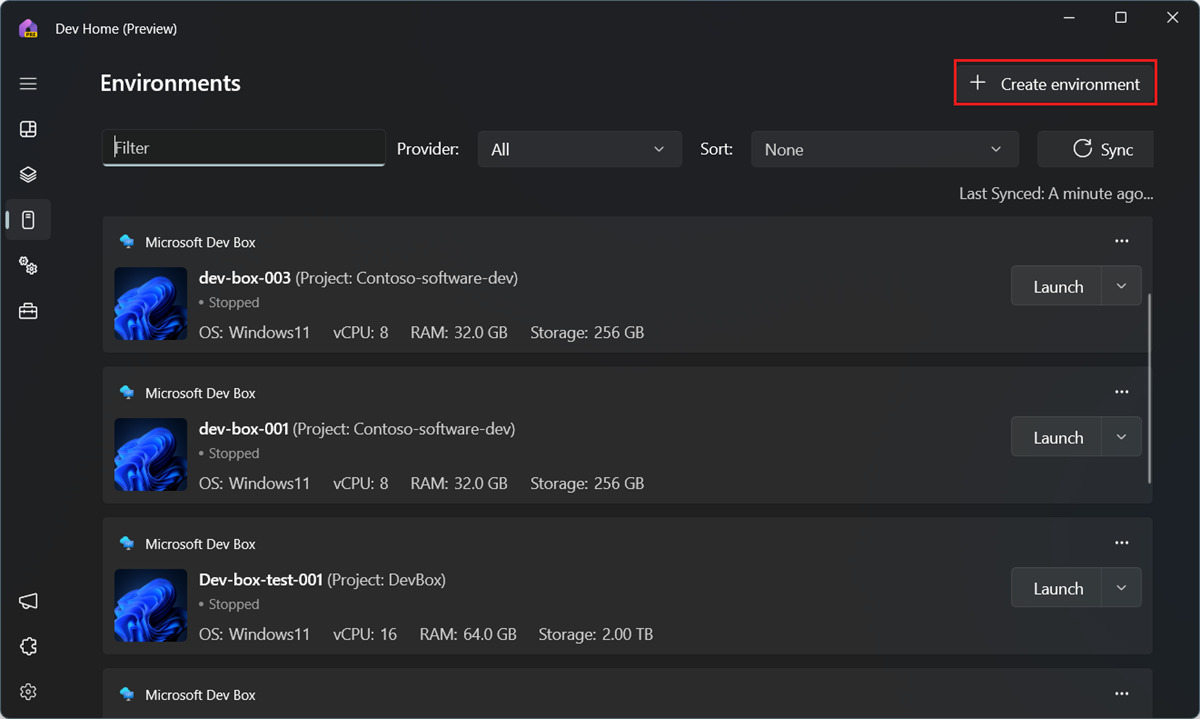 Dev Home (Preview)
Environments
Create environment
Filter
Provider:
All
Sort:
None
Sync
Last Synced: A minute ago...
Microsoft Dev Box
dev-box-003 (Project: Contoso-software-dev)
• Stopped
OS: Windows11 vCPU: 8 RAM: 32.0 GB Storage: 256 GB
Launch
Microsoft Dev Box
dev-box-001 (Project: Contoso-software-dev)
• Stopped
OS: Windows11 vCPU: 8 RAM: 32.0 GB Storage: 256 GB
Launch
Microsoft Dev Box
Dev-box-test-001 (Project: DevBox)
• Stopped
OS: Windows11 vCPU: 16 RAM: 64.0 GB Storage: 2.00 TB
Launch
Microsoft Dev Box